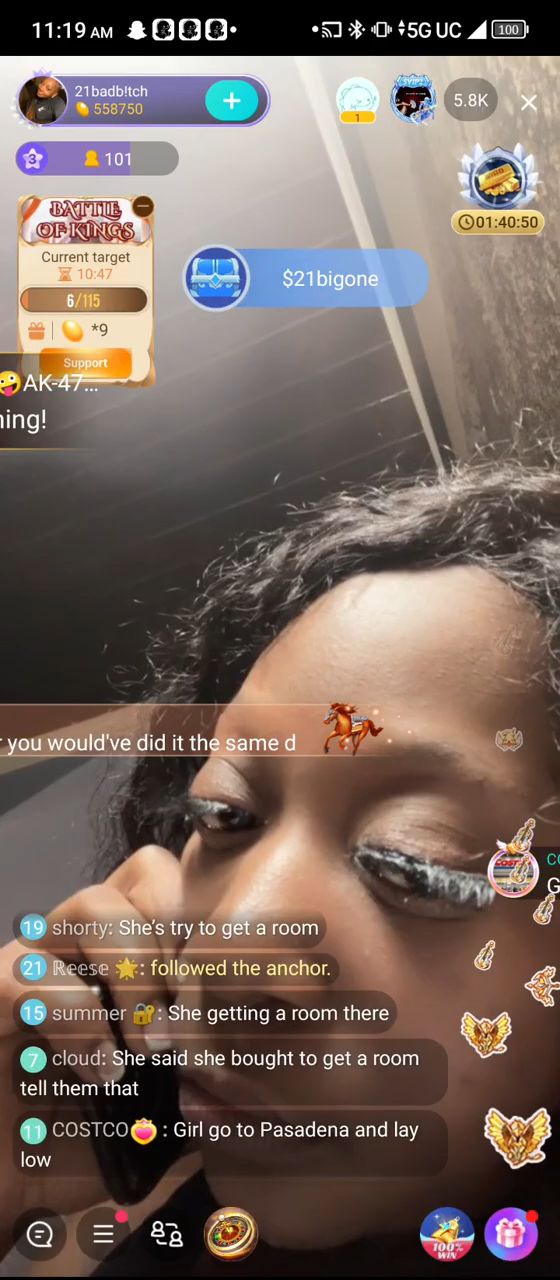 11:19 AM
5G UC
100
21badb!tch
558750
1
5.8K
3
101
01:40:50
BATTLE
OF KINGS
Current target
10:47
6/115
*9
Support
$21bigone
AK-47...
ning!
you would've did it the same d
19 shorty: She's try to get a room
21 ℝeese 🌟: followed the anchor.
15 summer 🔐: She getting a room there
7 cloud: She said she bought to get a room
tell them that
11 COSTCO: Girl go to Pasadena and lay
low
100%
WIN